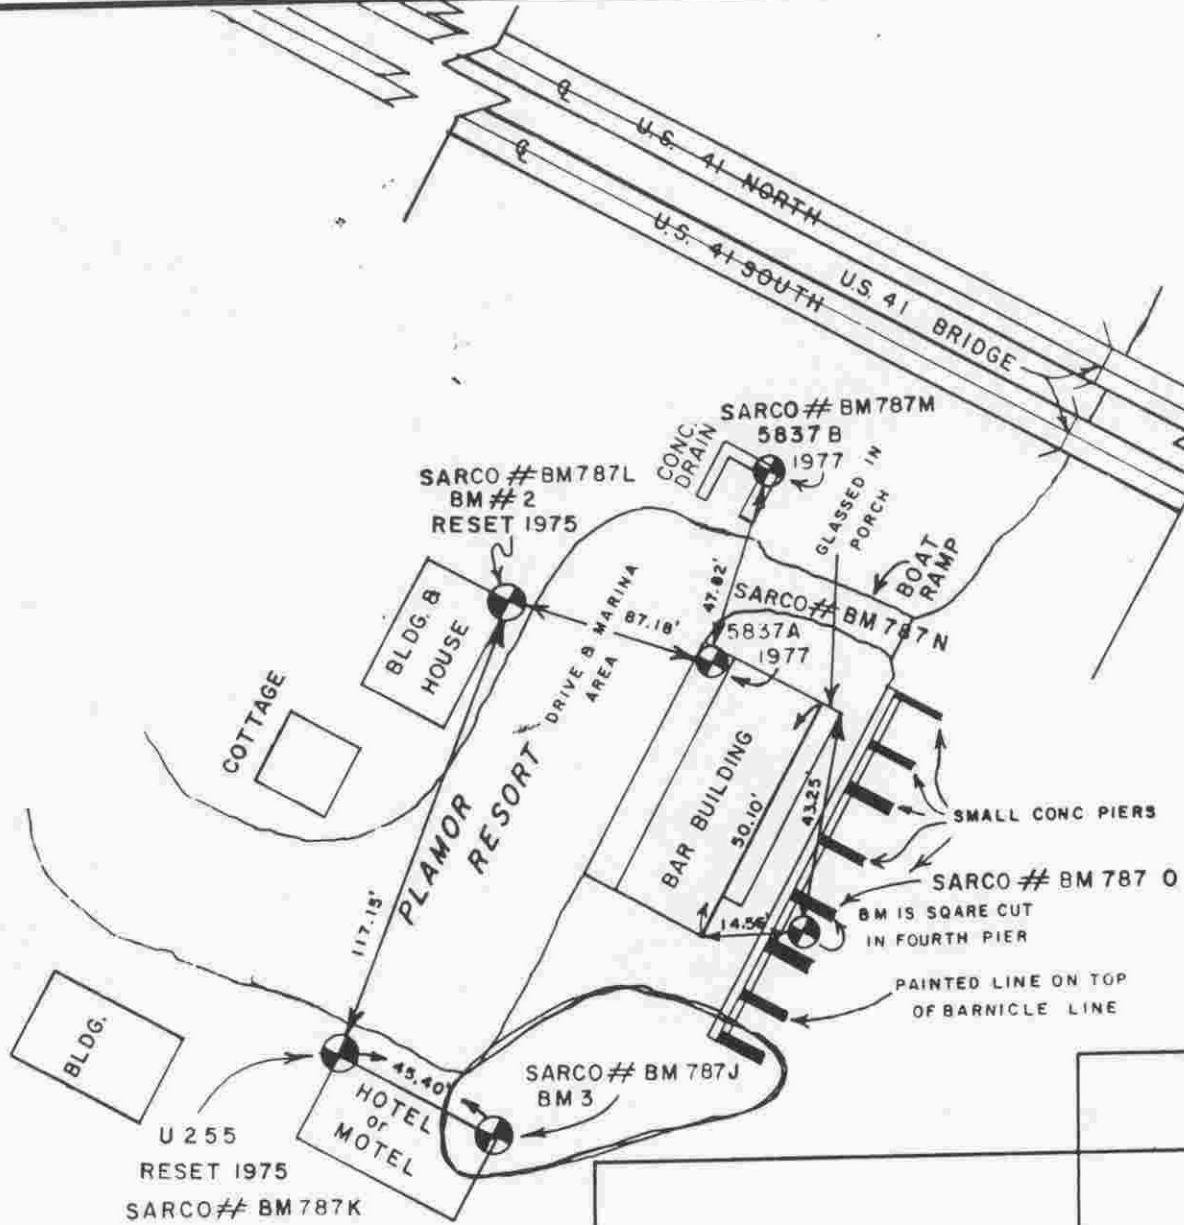 ℄
U.S. 41 NORTH
℄
U.S. 41 SOUTH
U.S. 41 BRIDGE
SARCO # BM787M
5837 B
1977
CONC.
DRAIN
GLASSED IN
PORCH
SARCO # BM787L
BM # 2
RESET 1975
BOAT
RAMP
47.82'
SARCO # BM 787 N
5837A
1977
87.18'
BLDG. 8
HOUSE
DRIVE 8 MARINA
AREA
COTTAGE
PLAMOR
RESORT
BAR BUILDING
50.10'
43.25'
SMALL CONC PIERS
SARCO # BM 787 O
BM IS SQARE CUT
IN FOURTH PIER
14.56'
117.15'
PAINTED LINE ON TOP
OF BARNICLE LINE
BLDG.
45.40'
SARCO # BM 787J
BM 3
HOTEL
or
MOTEL
U 255
RESET 1975
SARCO # BM 787K